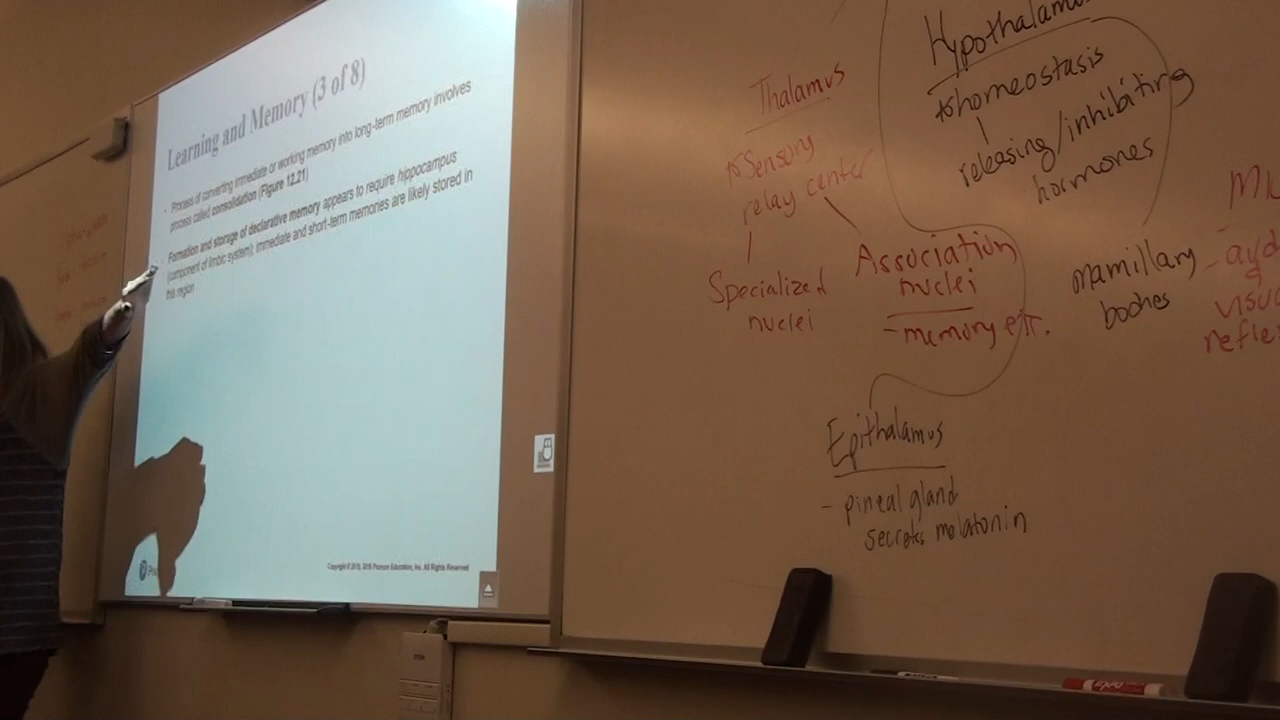 Learning and Memory (3 of 8)
Process of converting immediate or working memory into long-term memory involves
process called consolidation (Figure 12.21)
Formation and storage of declarative memory appears to require hippocampus
(component of limbic system); immediate and short-term memories are likely stored in
this region
Copyright © 2019, 2016 Pearson Education, Inc. All Rights Reserved
Thalamus
*Sensory
relay center
Specialized
nuclei
Association
nuclei
- memory etc.
Hypothalamus
*homeostasis
releasing/inhibiting
hormones
mamillary
bodies
Epithalamus
- pineal gland
secretes melatonin
- aud
&
visu
refle
expo